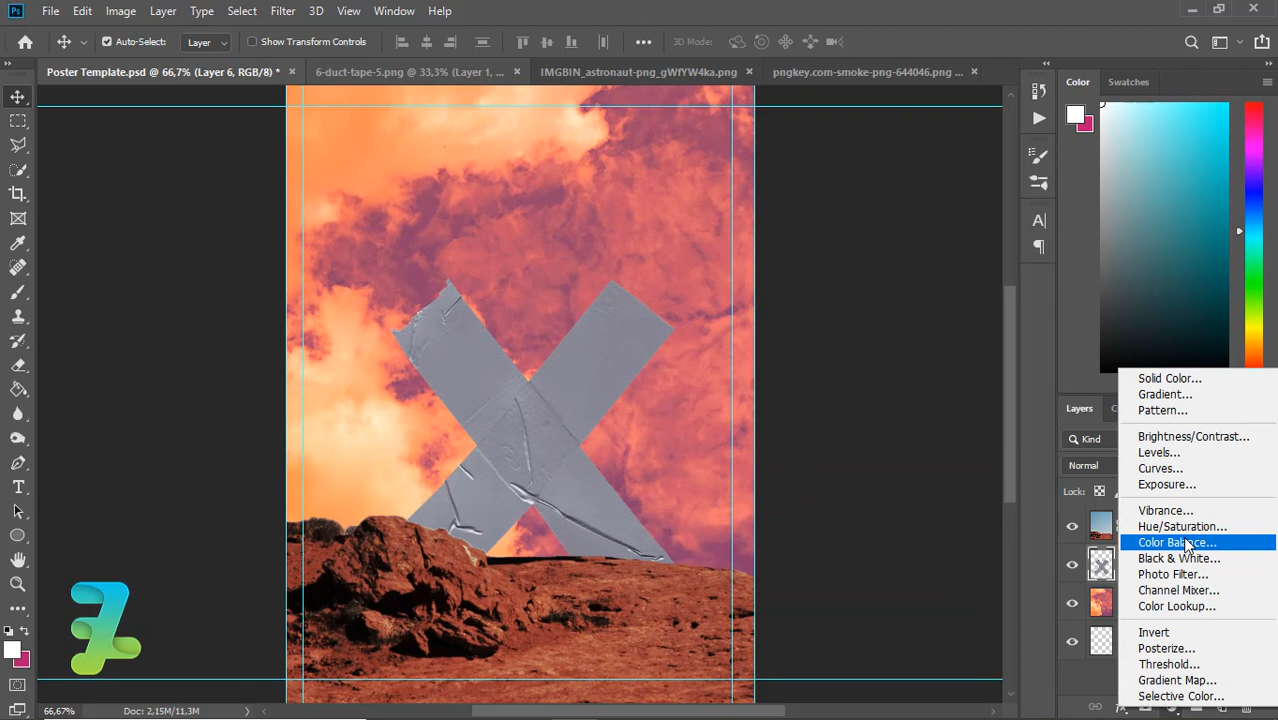 Ps File Edit Image Layer Type Select Filter 3D View Window Help
Auto-Select: Layer Show Transform Controls 3D Mode:
Poster Template.psd @ 66,7% (Layer 6, RGB/8) * × 6-duct-tape-5.png @ 33,3% (Layer 1, ... × IMGBIN_astronaut-png_gWfYW4ka.png × pngkey.com-smoke-png-644046.png ... ×
Color Swatches
Layers
Kind
Normal
Lock:
Solid Color...
Gradient...
Pattern...
Brightness/Contrast...
Levels...
Curves...
Exposure...
Vibrance...
Hue/Saturation...
Color Balance...
Black & White...
Photo Filter...
Channel Mixer...
Color Lookup...
Invert
Posterize...
Threshold...
Gradient Map...
Selective Color...
66,67% Doc: 2,15M/11,3M